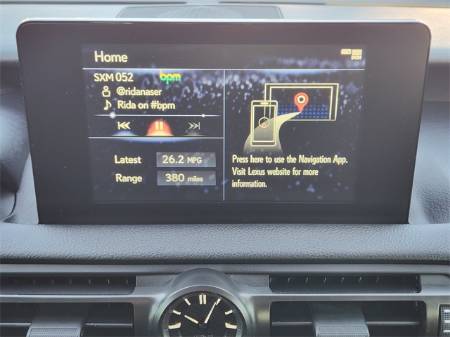 Home
SXM 052 bpm
@ridanaser
Rida on #bpm
Latest 26.2 MPG
Range 380 miles
Press here to use the Navigation App.
Visit Lexus website for more
information.